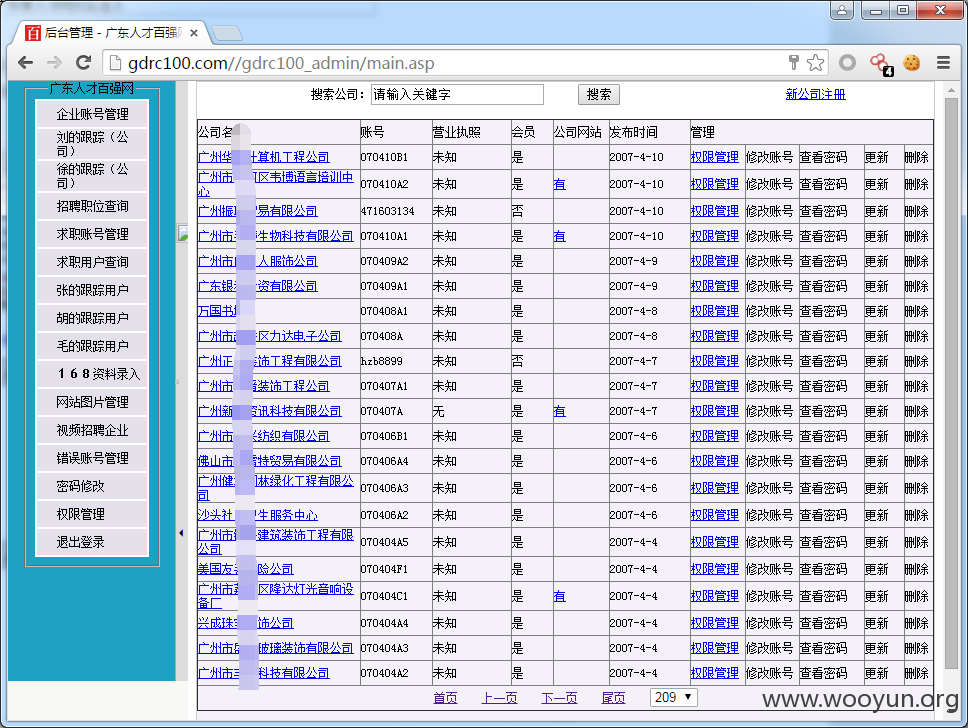 后台管理 - 广东人才百强
gdrc100.com//gdrc100_admin/main.asp
4
广东人才百强网
企业账号管理
刘的跟踪（公
司）
徐的跟踪（公
司）
招聘职位查询
求职账号管理
求职用户查询
张的跟踪用户
胡的跟踪用户
毛的跟踪用户
１６８资料录入
网站图片管理
视频招聘企业
错误账号管理
密码修改
权限管理
退出登录
搜索公司： 请输入关键字 搜索 新公司注册
公司名 账号 营业执照 会员 公司网站 发布时间 管理
广州华 计算机工程公司 070410B1 未知 是 2007-4-10 权限管理 修改账号 查看密码 更新 删除
广州市 区韦博语言培训中
心 070410A2 未知 是 有 2007-4-10 权限管理 修改账号 查看密码 更新 删除
广州振 贸易有限公司 471603134 未知 否 2007-4-10 权限管理 修改账号 查看密码 更新 删除
广州市 生物科技有限公司 070410A1 未知 是 有 2007-4-10 权限管理 修改账号 查看密码 更新 删除
广州市 人服饰公司 070409A2 未知 是 2007-4-9 权限管理 修改账号 查看密码 更新 删除
广东银 资有限公司 070409A1 未知 是 2007-4-9 权限管理 修改账号 查看密码 更新 删除
万国书 070408A1 未知 是 2007-4-8 权限管理 修改账号 查看密码 更新 删除
广州市 区力达电子公司 070408A 未知 是 2007-4-8 权限管理 修改账号 查看密码 更新 删除
广州正 装饰工程有限公司 hzb8899 未知 否 2007-4-7 权限管理 修改账号 查看密码 更新 删除
广州市 装饰工程公司 070407A1 未知 是 2007-4-7 权限管理 修改账号 查看密码 更新 删除
广州新 资讯科技有限公司 070407A 无 是 有 2007-4-7 权限管理 修改账号 查看密码 更新 删除
广州市 纺织有限公司 070406B1 未知 是 2007-4-6 权限管理 修改账号 查看密码 更新 删除
佛山市 特贸易有限公司 070406A4 未知 是 2007-4-6 权限管理 修改账号 查看密码 更新 删除
广州健 林绿化工程有限公
司 070406A3 未知 是 2007-4-6 权限管理 修改账号 查看密码 更新 删除
沙头社 卫生服务中心 070406A2 未知 是 2007-4-6 权限管理 修改账号 查看密码 更新 删除
广州市 建筑装饰工程有限
公司 070404A5 未知 是 2007-4-4 权限管理 修改账号 查看密码 更新 删除
美国友 险公司 070404F1 未知 是 2007-4-4 权限管理 修改账号 查看密码 更新 删除
广州市 区隆达灯光音响设
备厂 070404C1 未知 是 有 2007-4-4 权限管理 修改账号 查看密码 更新 删除
兴成珠 饰公司 070404A4 未知 是 2007-4-4 权限管理 修改账号 查看密码 更新 删除
广州市 玻璃装饰有限公司 070404A3 未知 是 2007-4-4 权限管理 修改账号 查看密码 更新 删除
广州市 科技有限公司 070404A2 未知 是 2007-4-4 权限管理 修改账号 查看密码 更新 删除
首页 上一页 下一页 尾页 209
www.wooyun.org